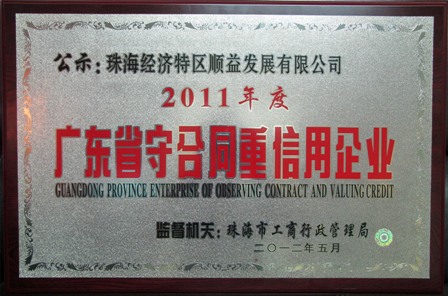 公示：珠海经济特区顺益发展有限公司
2011年度
广东省守合同重信用企业
GUANGDONG PROVINCE ENTERPRISE OF OBSERVING CONTRACT AND VALUING CREDIT
监督机关：珠海市工商行政管理局
二〇一二年五月